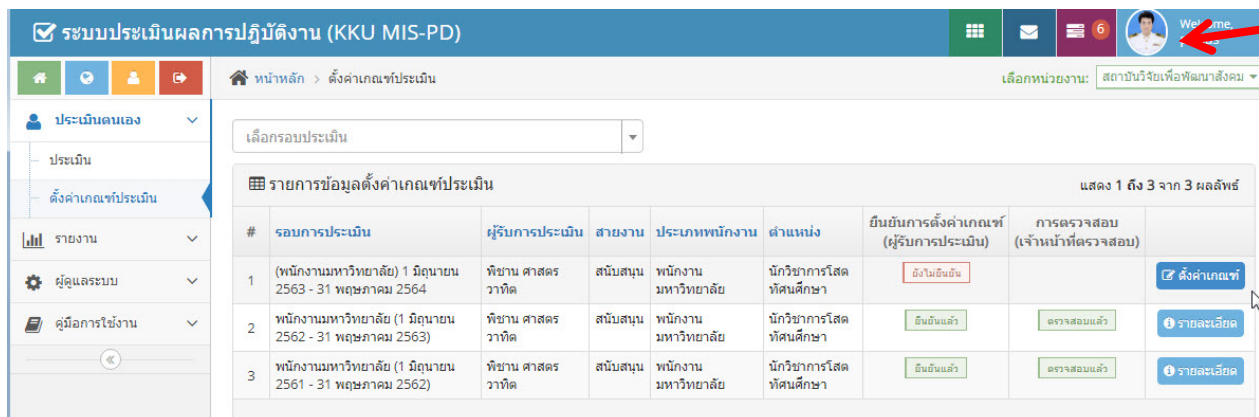 ระบบประเมินผลการปฏิบัติงาน (KKU MIS-PD)
6
หน้าหลัก > ตั้งค่าเกณฑ์ประเมิน
เลือกหน่วยงาน: สถาบันวิจัยเพื่อพัฒนาสังคม
ประเมินตนเอง
ประเมิน
ตั้งค่าเกณฑ์ประเมิน
รายงาน
ผู้ดูแลระบบ
คู่มือการใช้งาน
เลือกรอบประเมิน
รายการข้อมูลตั้งค่าเกณฑ์ประเมิน
แสดง 1 ถึง 3 จาก 3 ผลลัพธ์
# รอบการประเมิน ผู้รับการประเมิน สายงาน ประเภทพนักงาน ตำแหน่ง ยืนยันการตั้งค่าเกณฑ์ การตรวจสอบ
(ผู้รับการประเมิน) (เจ้าหน้าที่ตรวจสอบ)
1 (พนักงานมหาวิทยาลัย) 1 มิถุนายน พิชาน ศาสตร สนับสนุน พนักงาน นักวิชาการโสต ยังไม่ยืนยัน ตั้งค่าเกณฑ์
2563 - 31 พฤษภาคม 2564 วาทิต มหาวิทยาลัย ทัศนศึกษา
2 พนักงานมหาวิทยาลัย (1 มิถุนายน พิชาน ศาสตร สนับสนุน พนักงาน นักวิชาการโสต ยืนยันแล้ว ตรวจสอบแล้ว รายละเอียด
2562 - 31 พฤษภาคม 2563) วาทิต มหาวิทยาลัย ทัศนศึกษา
3 พนักงานมหาวิทยาลัย (1 มิถุนายน พิชาน ศาสตร สนับสนุน พนักงาน นักวิชาการโสต ยืนยันแล้ว ตรวจสอบแล้ว รายละเอียด
2561 - 31 พฤษภาคม 2562) วาทิต มหาวิทยาลัย ทัศนศึกษา